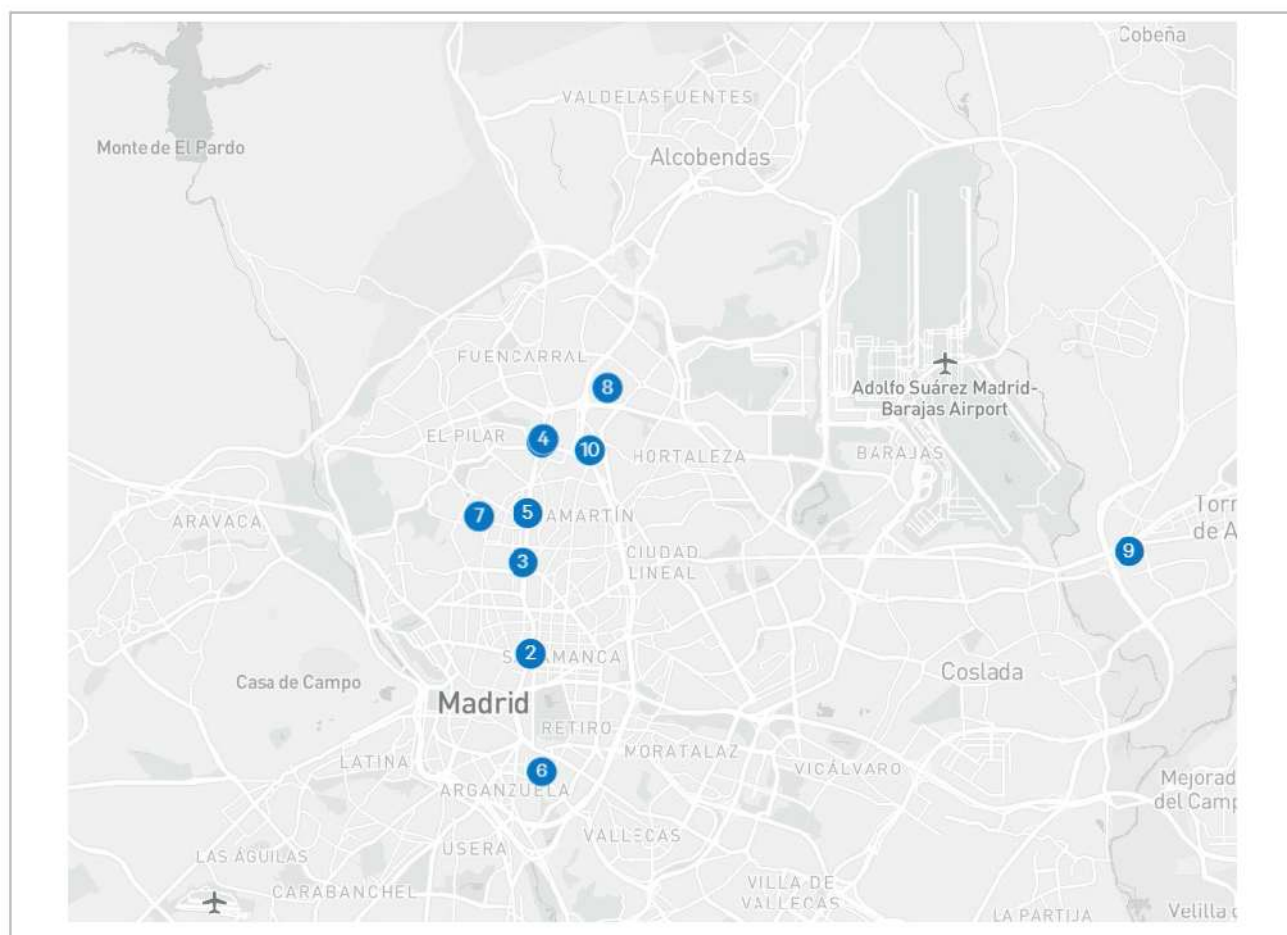 Cobeña
VALDELASFUENTES
Monte de El Pardo
Alcobendas
FUENCARRAL
Adolfo Suárez Madrid-
Barajas Airport
8
EL PILAR
4
10
HORTALEZA
BARAJAS
Torr
de A
ARAVACA
7
5
AMARTÍN
3
CIUDAD
LINEAL
9
2
SALAMANCA
Coslada
Casa de Campo
Madrid
RETIRO
MORATALAZ
LATINA
6
VICÁLVARO
ARGANZUELA
Mejorad
del Camp
VALLECAS
USERA
LAS ÁGUILAS
CARABANCHEL
VILLA DE
VALLECAS
LA PARTIJA
Velilla d